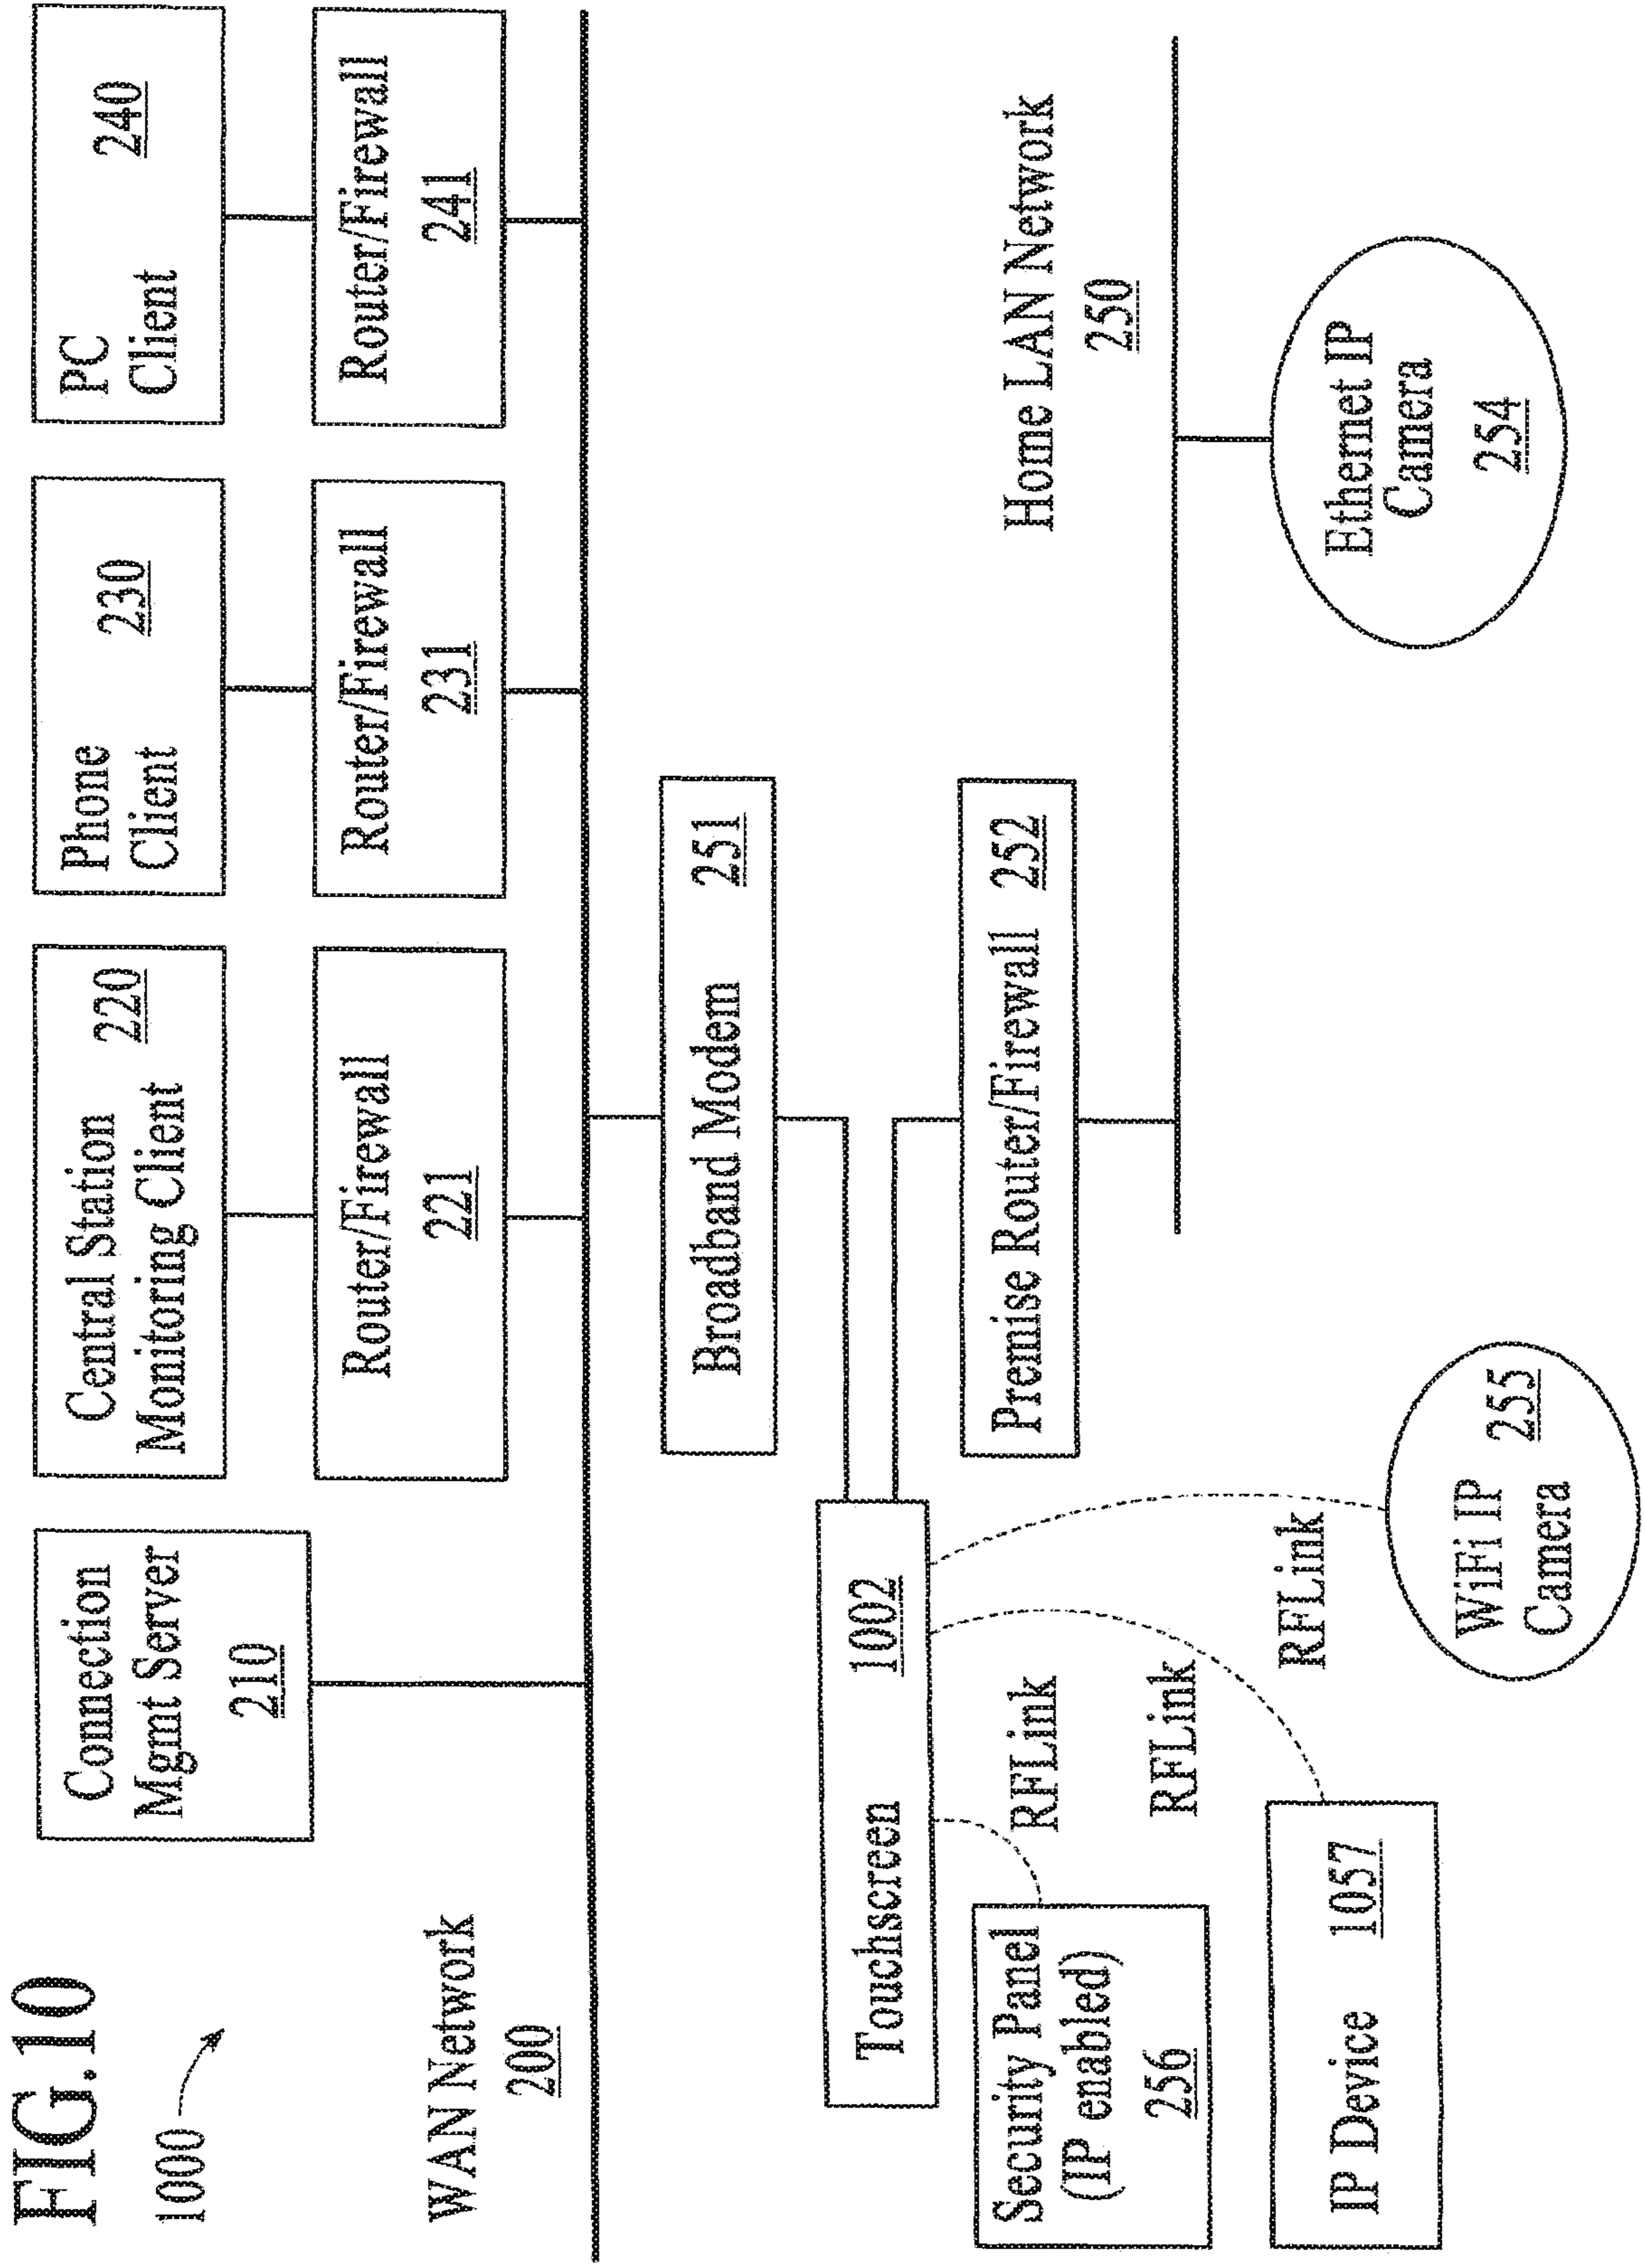 FIG.10
1000
Connection
Mgmt Server
210
Central Station
220
Monitoring Client
Phone
230
Client
PC
240
Client
Router/Firewall
221
Router/Firewall
231
Router/Firewall
241
WAN Network
200
Broadband Modem 251
Touchscreen 1002
Premise Router/Firewall 252
Home LAN Network
250
Security Panel
(IP enabled)
256
RFLink
RFLink
RFLink
IP Device 1057
WiFi IP
255
Camera
Ethernet IP
Camera
254